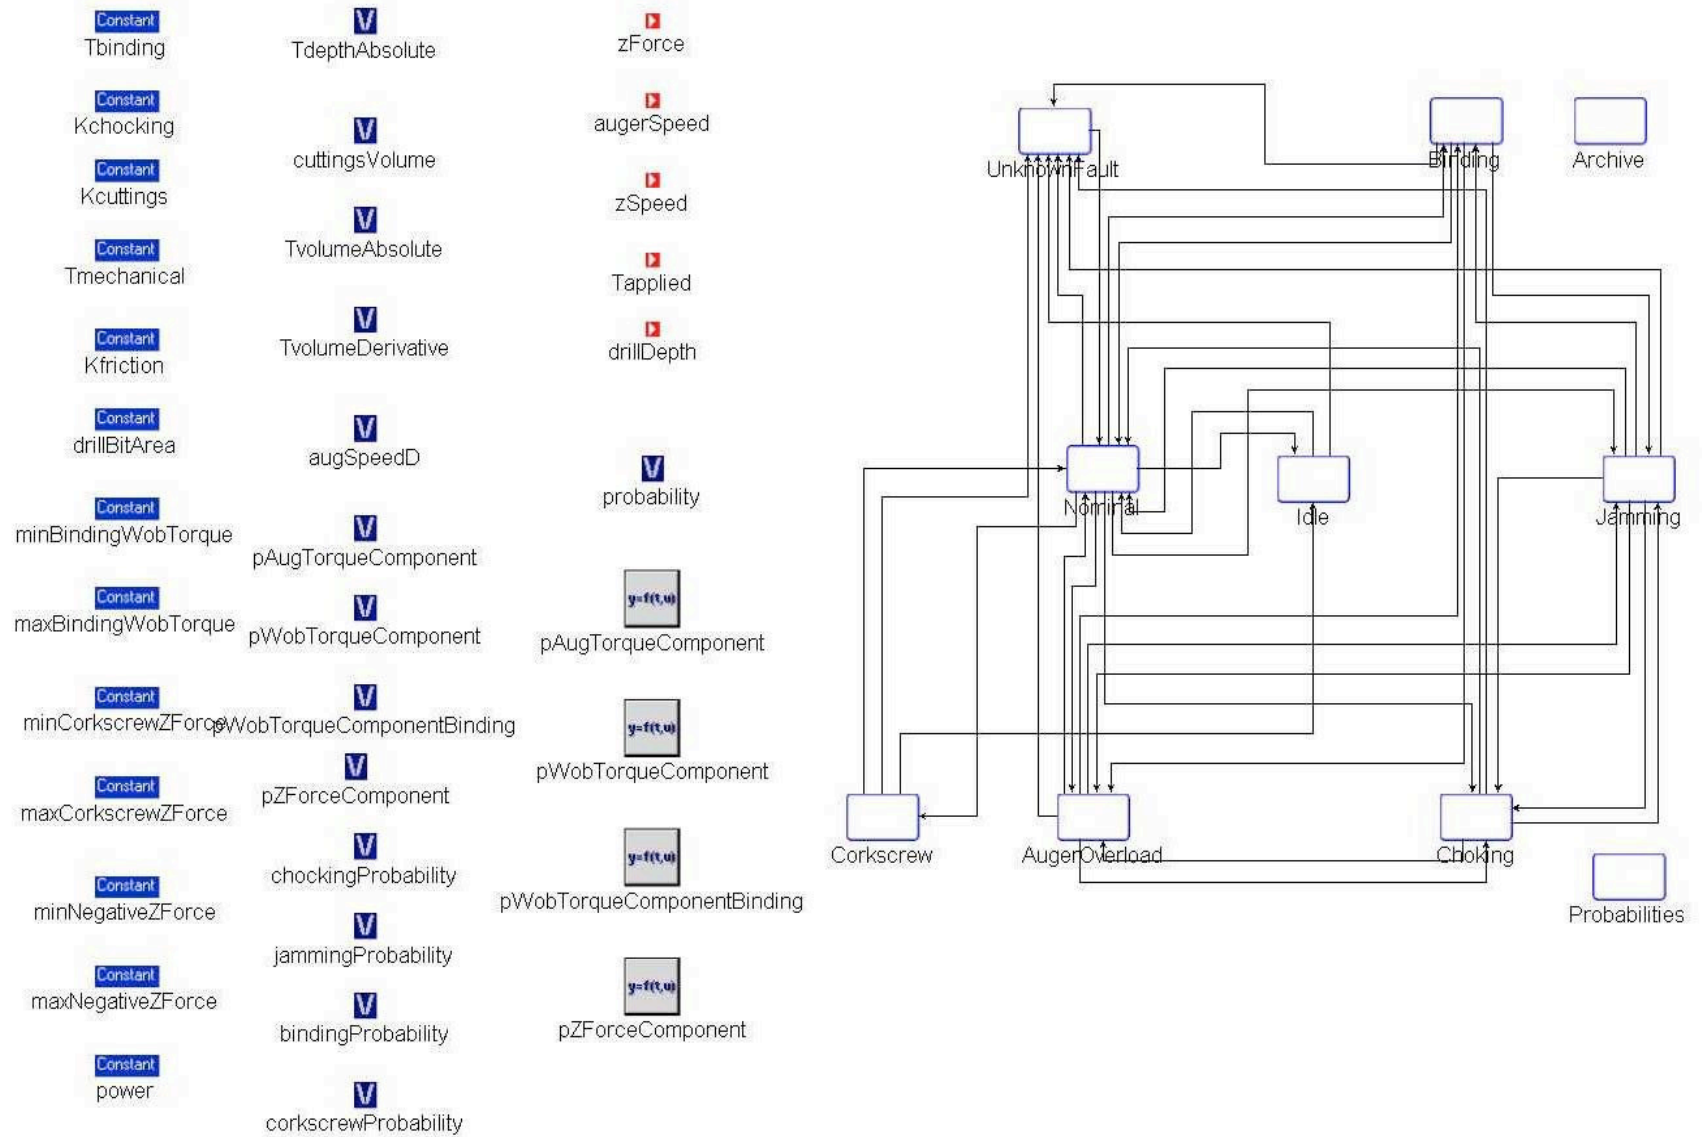 Constant
Tbinding
Constant
Kchocking
Constant
Kcuttings
Constant
Tmechanical
Constant
Kfriction
Constant
drillBitArea
Constant
minBindingWobTorque
Constant
maxBindingWobTorque
Constant
minCorkscrewZForce
Constant
maxCorkscrewZForce
Constant
minNegativeZForce
Constant
maxNegativeZForce
Constant
power
V
TdepthAbsolute
V
cuttingsVolume
V
TvolumeAbsolute
V
TvolumeDerivative
V
augSpeedD
V
pAugTorqueComponent
V
pWobTorqueComponent
V
pWobTorqueComponentBinding
V
pZForceComponent
V
chockingProbability
V
jammingProbability
V
bindingProbability
V
corkscrewProbability
zForce
augerSpeed
zSpeed
Tapplied
drillDepth
V
probability
y=f(t,u)
pAugTorqueComponent
y=f(t,u)
pWobTorqueComponent
y=f(t,u)
pWobTorqueComponentBinding
y=f(t,u)
pZForceComponent
UnknownFault
Binding
Archive
Nominal
Idle
Jamming
Corkscrew
AugerOverload
Choking
Probabilities